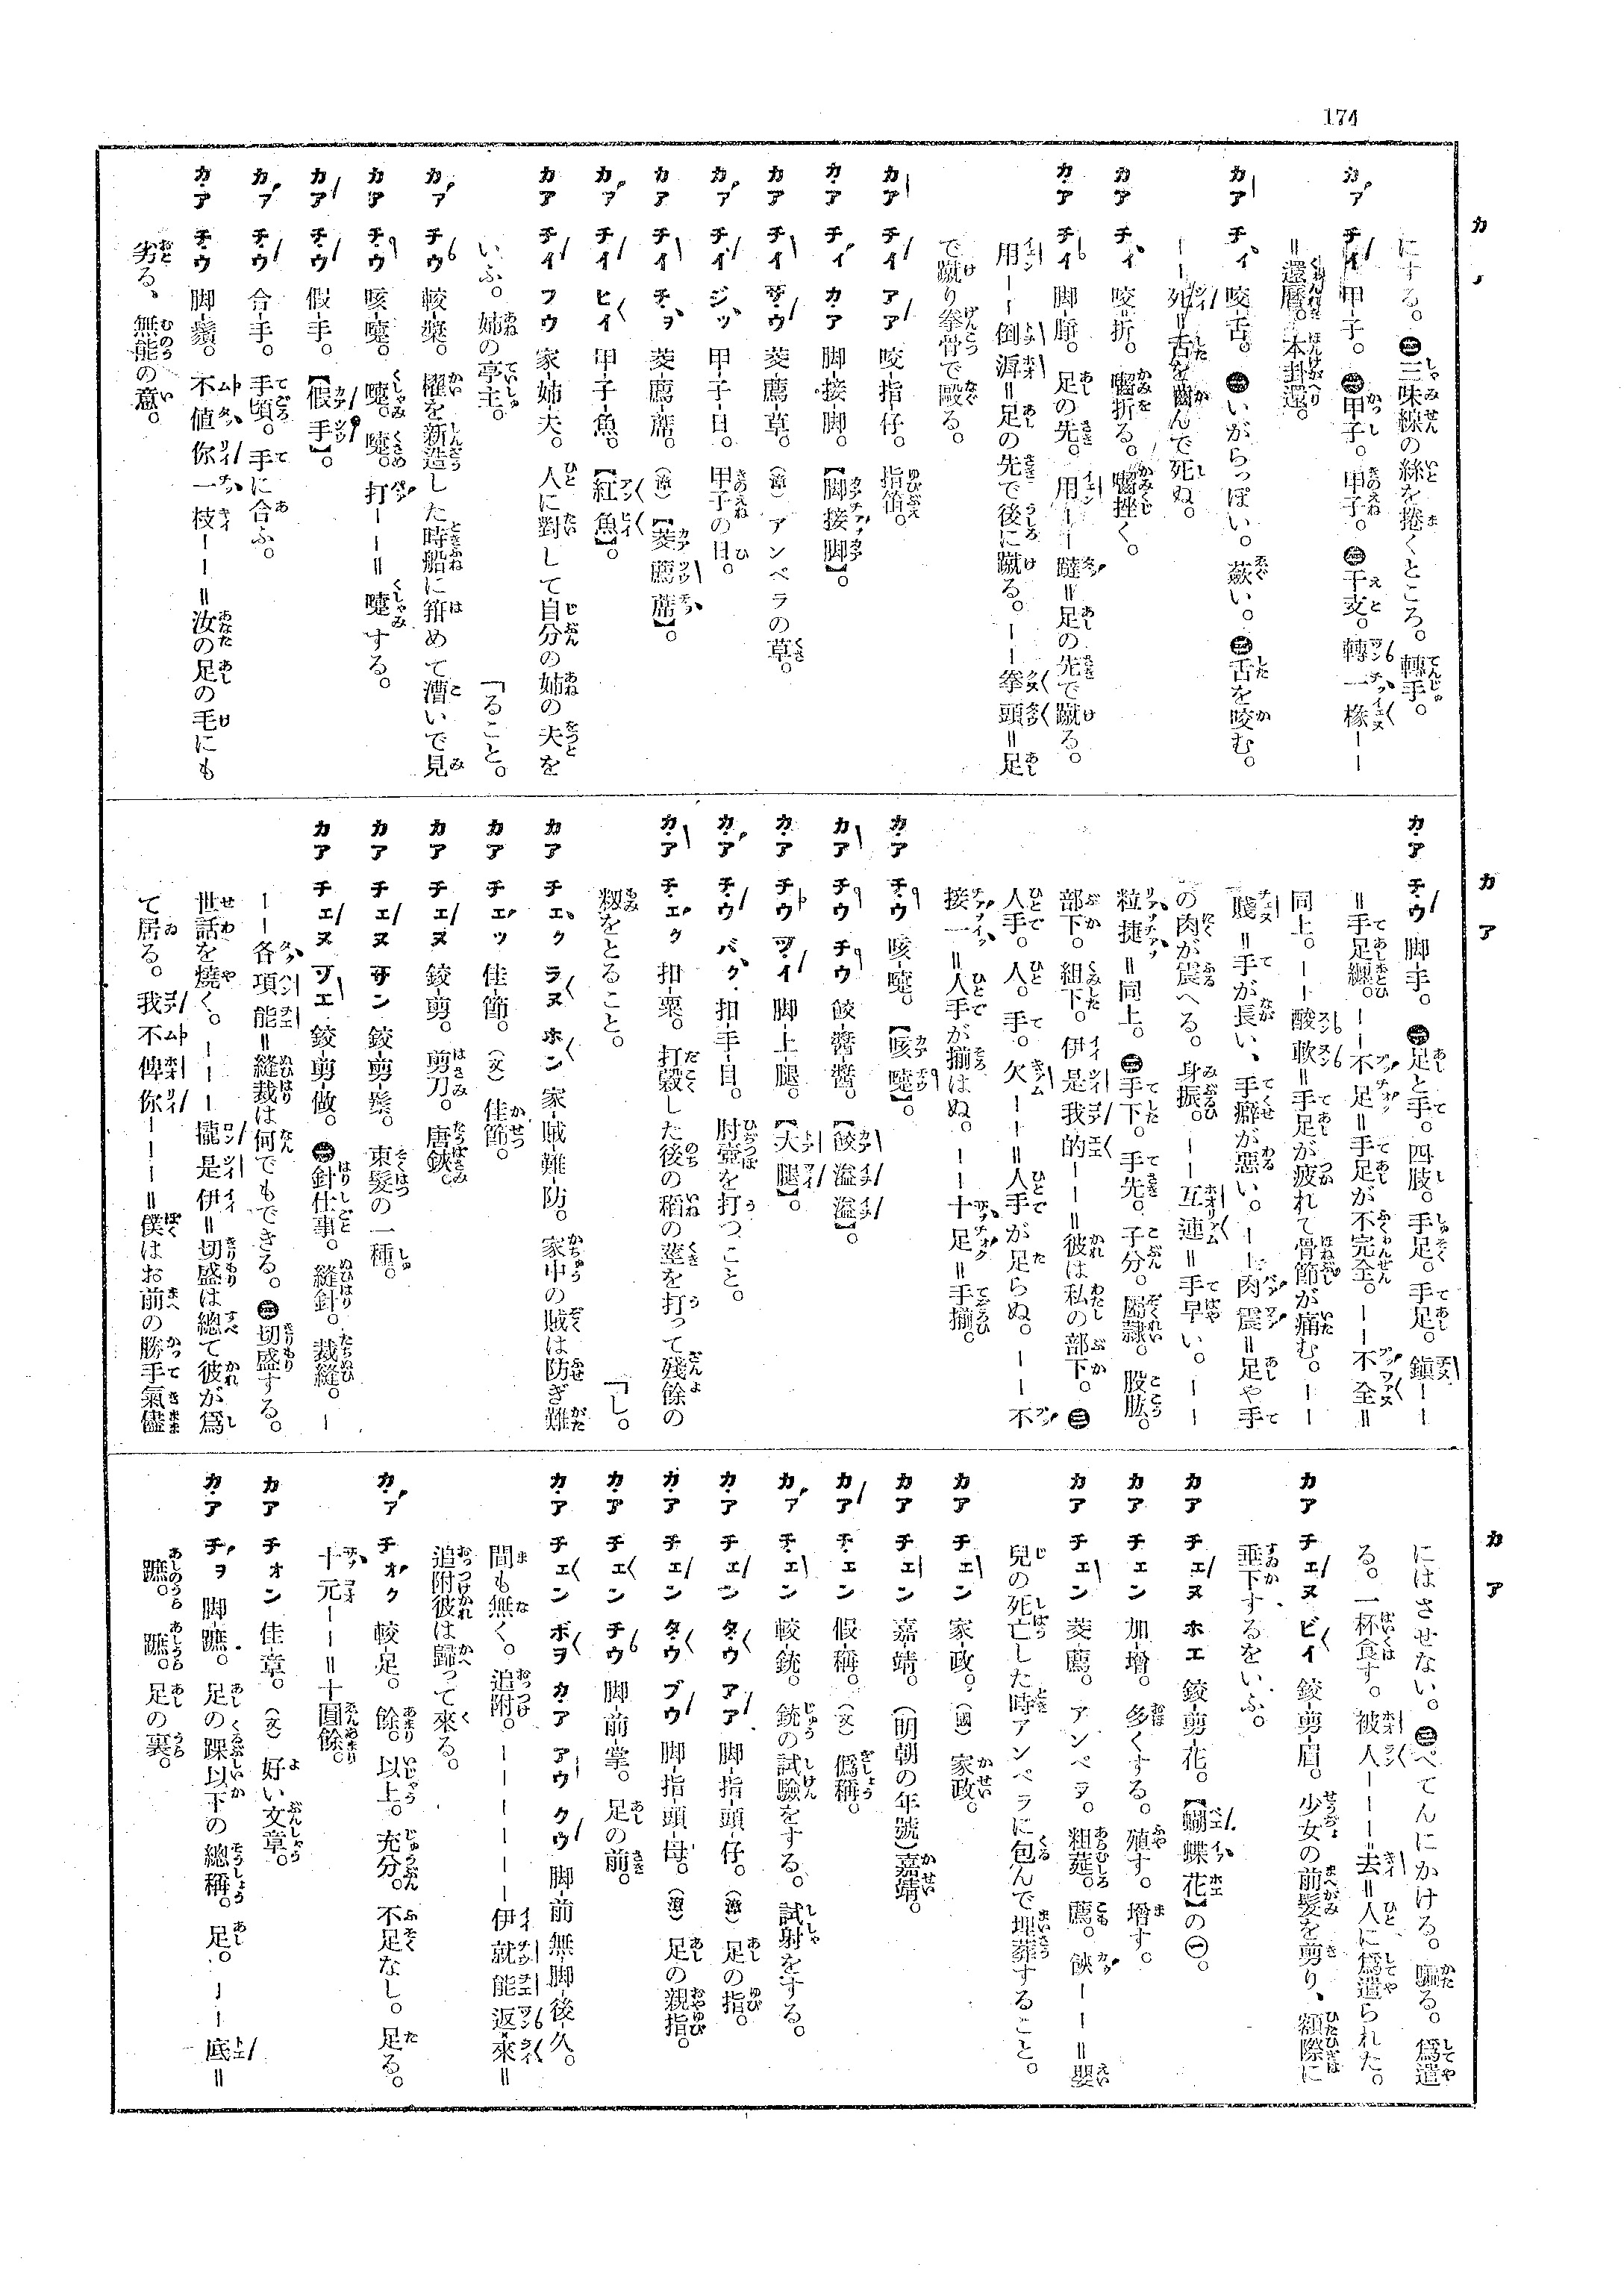 174
カ ア
にする。㊁三味線の絲を捲くところ。轉手。
カア チイ 甲-子。㊀甲子。甲子。㊁干支。轉一椽ーー
＝還曆。本卦還。
カア チイ 咬-舌。㊀いがらっぽい。蘞い。㊁舌を咬む。
ーー死＝舌を齒んで死ぬ。
カア チィ 咬-折。囓折る。囓挫く。
カア チイ 脚-胼。足の先。用ーー躂＝足の先で蹴る。
用ーー倒滒＝足の先で後に蹴る。ーー拳頭＝足
で蹴り拳骨で毆る。
カア チイ アア 咬-指-仔。指笛。
カ・ア チイ カ・ア 脚-接-脚。【脚接脚】。
カア チイ ザ・ウ 茭-薦-草。(漳) アンペラの草。
カア チイ ジッ 甲-子-日。甲子の日。
カア チイ チヲ 茭-薦-蓆。(漳)【茭薦蓆】。
カア チイ ヒイ 甲-子-魚。【紅魚】。
カア チイ フウ 家-姊-夫。人に對して自分の姉の夫を
いふ。姉の亭主。
カ・ア チウ 較-槳。櫂を新造した時船に箝めて漕いで見
「ること。
カ・ア チ・ウ 咳-嚏。嚏。嚏。打ーー＝嚏する。
カア チ・ウ 假-手。【假手】。
カ・ア チ・ウ 合-手。手頃。手に合ふ。
カ・ア チ・ウ 脚-鬚。不値你一枝ーー＝汝の足の毛にも
劣る、無能の意。
カ ア
カ・ア チ・ウ 脚-手。㊀足と手。四肢。手足。手足。鎭ーー
＝手足纏。ーー不足＝手足が不完全。ーー不全＝
同上。ーー酸軟＝手足が疲れて骨節が痛む。ーー
賤＝手が長い、手癖が惡い。ーー肉震＝足や手
の肉が震へる。身振。ーー互連＝手早い。ーー
粒捷＝同上。㊁手下。手先。子分。屬隷。股肱。
部下。組下。伊是我的ーー＝彼は私の部下。㊂
人手。人。手。欠ーー＝人手が足らぬ。ーー不
接一＝人手が揃はぬ。ーー十足＝手揃。
カ・ア チ・ウ 咳-嚏。【咳嚏】。
カ・ア チ・ウ チ・ウ 餃-醬-醬。【餃溢溢】。
カ・ア チ・ウ 脚-上-腿。【大腿】。
カ・ア チ・ウ バ・ク 扣-手-目。肘壺を打つこと。
カ・ア チ・ェク 扣-粟。打穀した後の稻の莖を打って殘餘の
籾をとること。
「し。
カア チェク ラヌ ホン 家-賊-難-防。家中の賊は防ぎ難
カア チェッ 佳-節。(文) 佳節。
カア チェヌ 鉸-剪。剪刀。唐鋏。
カア チェヌ サン 鉸-剪-鬃。束髮の一種。
カア チェヌ ヅェ 鉸-剪-做。㊀針仕事。縫針。裁縫。ー
ー各項能＝縫裁は何でもできる。㊁切盛する。
世話を燒く。ーーー攏是伊＝切盛は總て彼が爲
て居る。我不俾你ーーー＝僕はお前の勝手氣儘
カ ア
にはさせない。㊂ぺてんにかける。騙る。爲遣
る。一杯食す。被人ーーー去＝人に爲遣られた。
カア チェヌ ビイ 鉸-剪-眉。少女の前髮を剪り、額際に
垂下するをいふ。
カア チェヌ ホエ 鉸-剪-花。【蝴蝶花】の㊀。
カ・ア チェン 加-增。多くする。殖す。增す。
カア チェン 茭-薦。アンペラ。粗莚。薦。鋏ーー＝嬰
兒の死亡した時アンペラに包んで埋葬すること。
カア チェン 家-政。(國) 家政。
カア チェン 嘉-靖。(明朝の年號)嘉靖。
カア チェン 假-稱。(文) 僞稱。
カ・ア チェン 較-銃。銃の試驗をする。試射をする。
カ・ア チェン タ・ウ アア 脚-指-頭-仔。(漳) 足の指。
カ・ア チェン タ・ウ ブウ 脚-指-頭-母。(漳) 足の親指。
カ・ア チェン チウ 脚-前-掌。足の前。
カ・ア チェン ボヲ カ・ア アウ クウ 脚-前-無-脚-後-久。
間も無く。追附。ーーーーーー伊就能返來＝
追附彼は歸って來る。
カ・ア チォク 較-足。餘。以上。充分。不足なし。足る。
十元ーーー＝十圓餘。
カア チォン 佳-章。(文) 好い文章。
カ・ア チヲ 脚-蹠。足の踝以下の總稱。足。ーー底＝
蹠。蹠。足の裏。